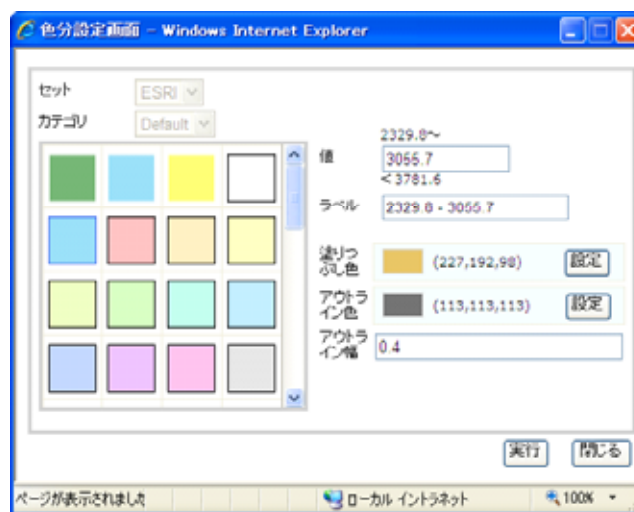 色分設定画面 - Windows Internet Explorer
セット
ESRI
カテゴリ
Default
2329.8～
値
3055.7
< 3781.6
ラベル
2329.8 - 3055.7
塗りつ
ぶし色
(227,192,98)
設定
アウトラ
イン色
(113,113,113)
設定
アウトラ
イン幅
0.4
実行
閉じる
ページが表示されました
ローカル イントラネット
100%